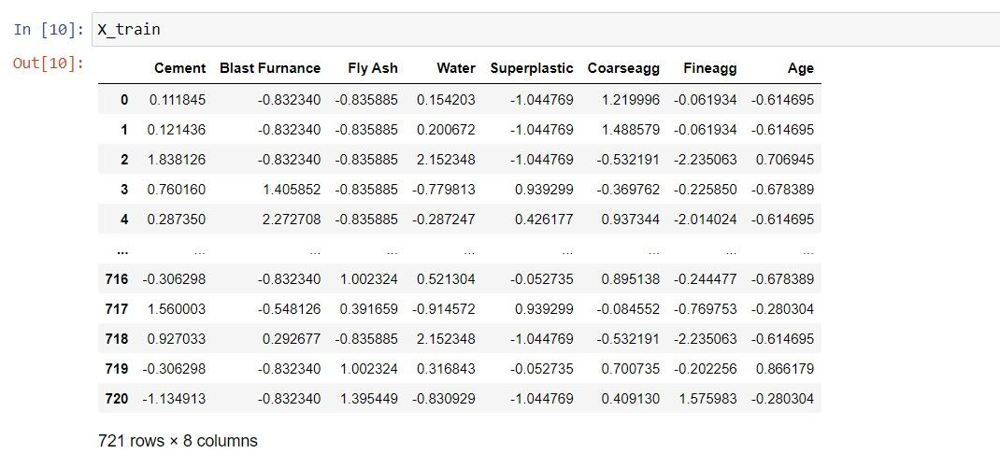 In [10]: X_train
Out[10]:
Cement Blast Furnance Fly Ash Water Superplastic Coarseagg Fineagg Age
0 0.111845 -0.832340 -0.835885 0.154203 -1.044769 1.219996 -0.061934 -0.614695
1 0.121436 -0.832340 -0.835885 0.200672 -1.044769 1.488579 -0.061934 -0.614695
2 1.838126 -0.832340 -0.835885 2.152348 -1.044769 -0.532191 -2.235063 0.706945
3 0.760160 1.405852 -0.835885 -0.779813 0.939299 -0.369762 -0.225850 -0.678389
4 0.287350 2.272708 -0.835885 -0.287247 0.426177 0.937344 -2.014024 -0.614695
... ... ... ... ... ... ... ... ...
716 -0.306298 -0.832340 1.002324 0.521304 -0.052735 0.895138 -0.244477 -0.678389
717 1.560003 -0.548126 0.391659 -0.914572 0.939299 -0.084552 -0.769753 -0.280304
718 0.927033 0.292677 -0.835885 2.152348 -1.044769 -0.532191 -2.235063 -0.614695
719 -0.306298 -0.832340 1.002324 0.316843 -0.052735 0.700735 -0.202256 0.866179
720 -1.134913 -0.832340 1.395449 -0.830929 -1.044769 0.409130 1.575983 -0.280304
721 rows × 8 columns